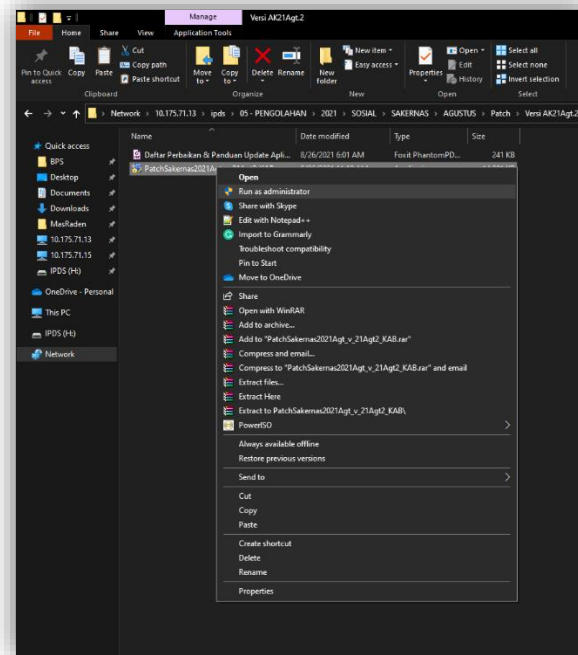 Manage
Versi AK21Agt.2
File
Home
Share
View
Application Tools
Pin to Quick access
Copy
Paste
Cut
Copy path
Paste shortcut
Clipboard
Move to
Copy to
Delete
Rename
Organize
New folder
New item
Easy access
New
Properties
Open
Edit
History
Open
Select all
Select none
Invert selection
Select
Network › 10.175.71.13 › ipds › 05 - PENGOLAHAN › 2021 › SOSIAL › SAKERNAS › AGUSTUS › Patch › Versi AK21Agt.2
Name
Date modified
Type
Size
Quick access
BPS
Desktop
Documents
Downloads
MasRaden
10.175.71.13
10.175.71.15
IPDS (H:)
OneDrive - Personal
This PC
IPDS (H:)
Network
Daftar Perbaikan & Panduan Update Apli... 8/26/2021 6:01 AM Foxit PhantomPD... 241 KB
PatchSakernas2021A
Open
Run as administrator
Share with Skype
Edit with Notepad++
Import to Grammarly
Troubleshoot compatibility
Pin to Start
Move to OneDrive
Share
Open with WinRAR
Add to archive...
Add to "PatchSakernas2021Agt_v_21Agt2_KAB.rar"
Compress and email...
Compress to "PatchSakernas2021Agt_v_21Agt2_KAB.rar" and email
Extract files...
Extract Here
Extract to PatchSakernas2021Agt_v_21Agt2_KAB\
PowerISO
Always available offline
Restore previous versions
Send to
Cut
Copy
Paste
Create shortcut
Delete
Rename
Properties